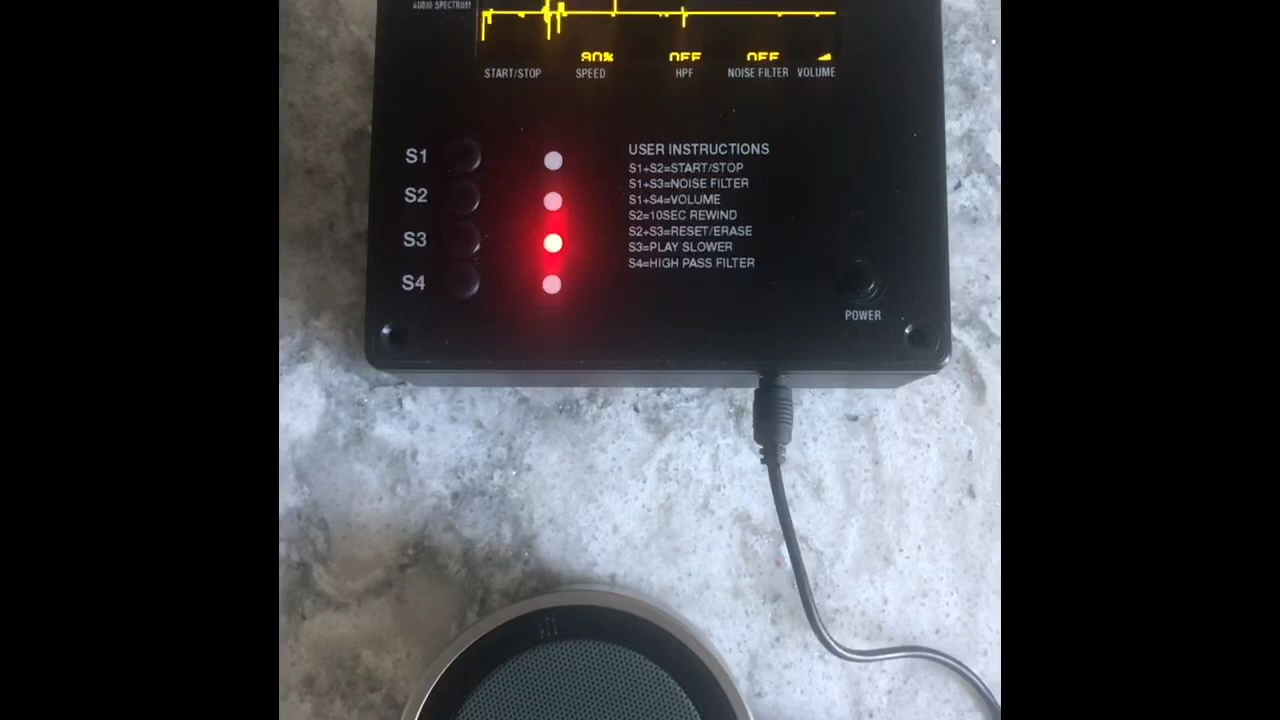 AUDIO SPECTRUM
90% OFF OFF
START/STOP SPEED HPF NOISE FILTER VOLUME
S1
S2
S3
S4
USER INSTRUCTIONS
S1+S2=START/STOP
S1+S3=NOISE FILTER
S1+S4=VOLUME
S2=10SEC REWIND
S2+S3=RESET/ERASE
S3=PLAY SLOWER
S4=HIGH PASS FILTER
POWER